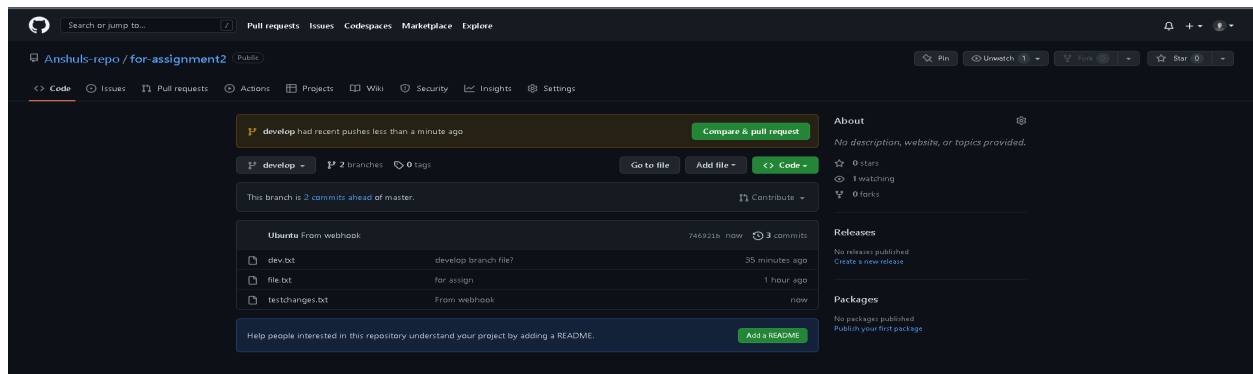 Search or jump to... /
Pull requests Issues Codespaces Marketplace Explore
Anshuls-repo / for-assignment2 Public
Pin Unwatch 1 Fork 0 Star 0
<> Code Issues Pull requests Actions Projects Wiki Security Insights Settings
develop had recent pushes less than a minute ago
Compare & pull request
develop 2 branches 0 tags
Go to file Add file <> Code
This branch is 2 commits ahead of master.
Contribute
Ubuntu From webhook 746921b now 3 commits
dev.txt develop branch file? 35 minutes ago
file.txt for assign 1 hour ago
testchanges.txt From webhook now
Help people interested in this repository understand your project by adding a README.
Add a README
About
No description, website, or topics provided.
0 stars
1 watching
0 forks
Releases
No releases published
Create a new release
Packages
No packages published
Publish your first package